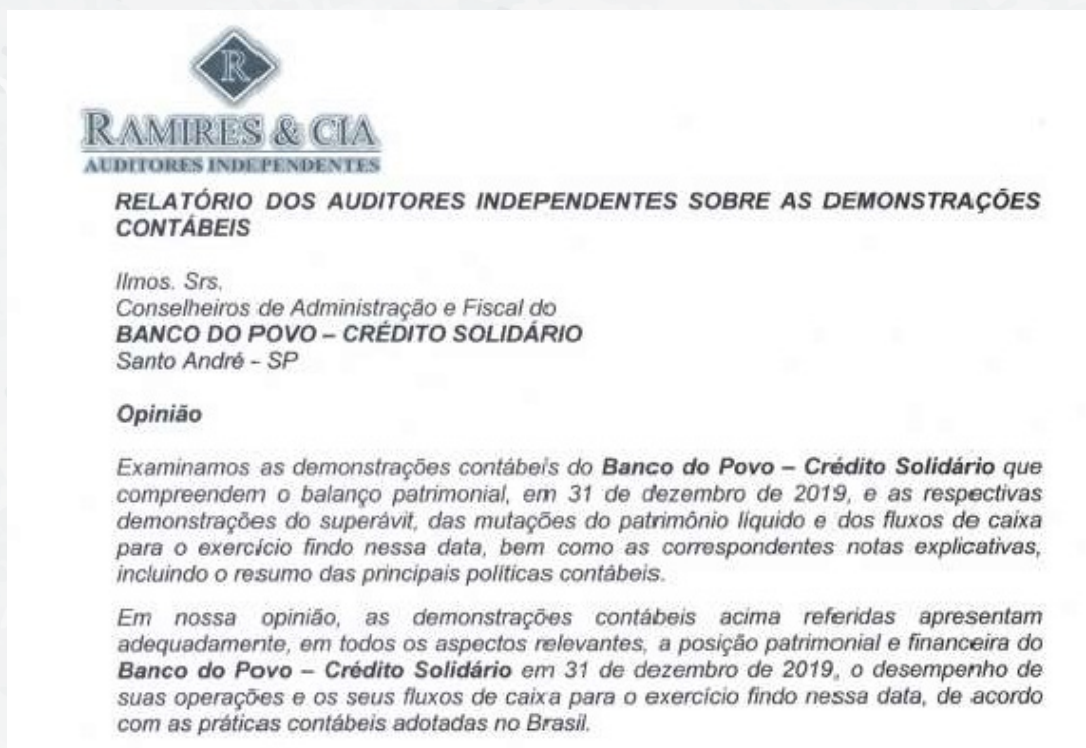 R
RAMIRES & CIA
AUDITORES INDEPENDENTES
RELATÓRIO DOS AUDITORES INDEPENDENTES SOBRE AS DEMONSTRAÇÕES
CONTÁBEIS
Ilmos. Srs.
Conselheiros de Administração e Fiscal do
BANCO DO POVO – CRÉDITO SOLIDÁRIO
Santo André - SP
Opinião
Examinamos as demonstrações contábeis do Banco do Povo – Crédito Solidário que
compreendem o balanço patrimonial, em 31 de dezembro de 2019, e as respectivas
demonstrações do superávit, das mutações do patrimônio líquido e dos fluxos de caixa
para o exercício findo nessa data, bem como as correspondentes notas explicativas,
incluindo o resumo das principais políticas contábeis.
Em nossa opinião, as demonstrações contábeis acima referidas apresentam
adequadamente, em todos os aspectos relevantes, a posição patrimonial e financeira do
Banco do Povo – Crédito Solidário em 31 de dezembro de 2019, o desempenho de
suas operações e os seus fluxos de caixa para o exercício findo nessa data, de acordo
com as práticas contábeis adotadas no Brasil.